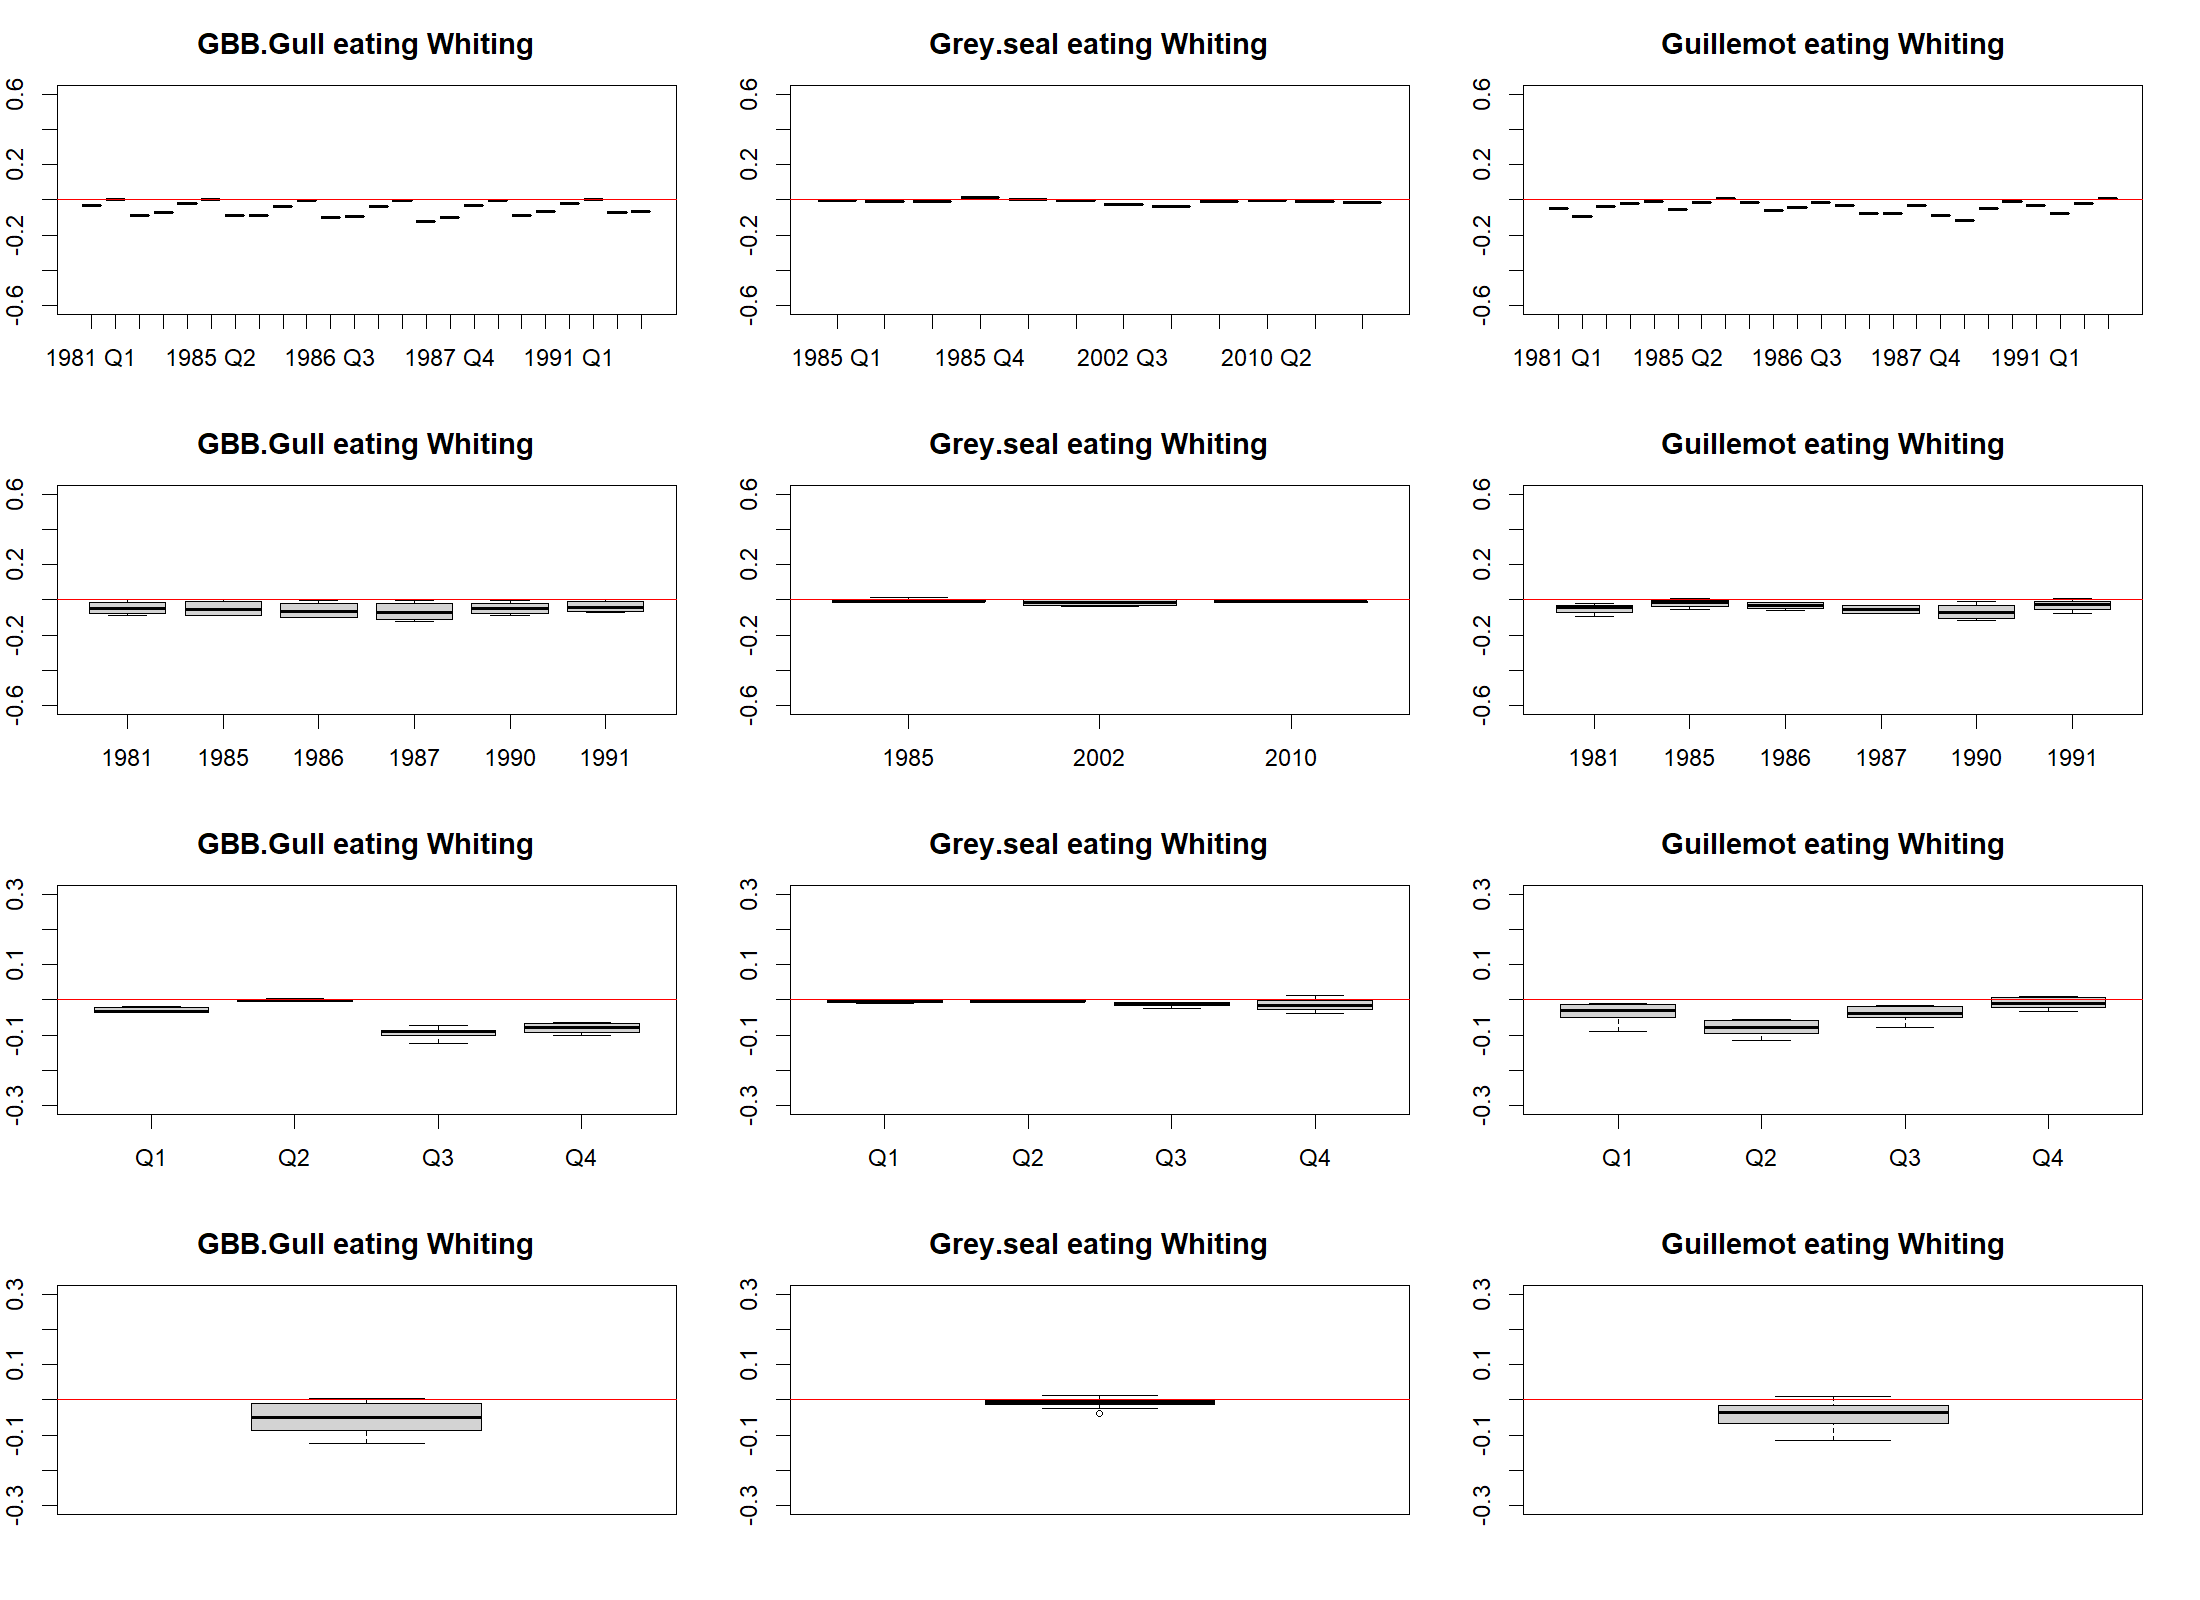 GBB.Gull eating Whiting
0.6
0.2
-0.2
-0.6
1981 Q1 1985 Q2 1986 Q3 1987 Q4 1991 Q1
Grey.seal eating Whiting
0.6
0.2
-0.2
-0.6
1985 Q1 1985 Q4 2002 Q3 2010 Q2
Guillemot eating Whiting
0.6
0.2
-0.2
-0.6
1981 Q1 1985 Q2 1986 Q3 1987 Q4 1991 Q1
GBB.Gull eating Whiting
0.6
0.2
-0.2
-0.6
1981 1985 1986 1987 1990 1991
Grey.seal eating Whiting
0.6
0.2
-0.2
-0.6
1985 2002 2010
Guillemot eating Whiting
0.6
0.2
-0.2
-0.6
1981 1985 1986 1987 1990 1991
GBB.Gull eating Whiting
0.3
0.1
-0.1
-0.3
Q1 Q2 Q3 Q4
Grey.seal eating Whiting
0.3
0.1
-0.1
-0.3
Q1 Q2 Q3 Q4
Guillemot eating Whiting
0.3
0.1
-0.1
-0.3
Q1 Q2 Q3 Q4
GBB.Gull eating Whiting
0.3
0.1
-0.1
-0.3
Grey.seal eating Whiting
0.3
0.1
-0.1
-0.3
Guillemot eating Whiting
0.3
0.1
-0.1
-0.3